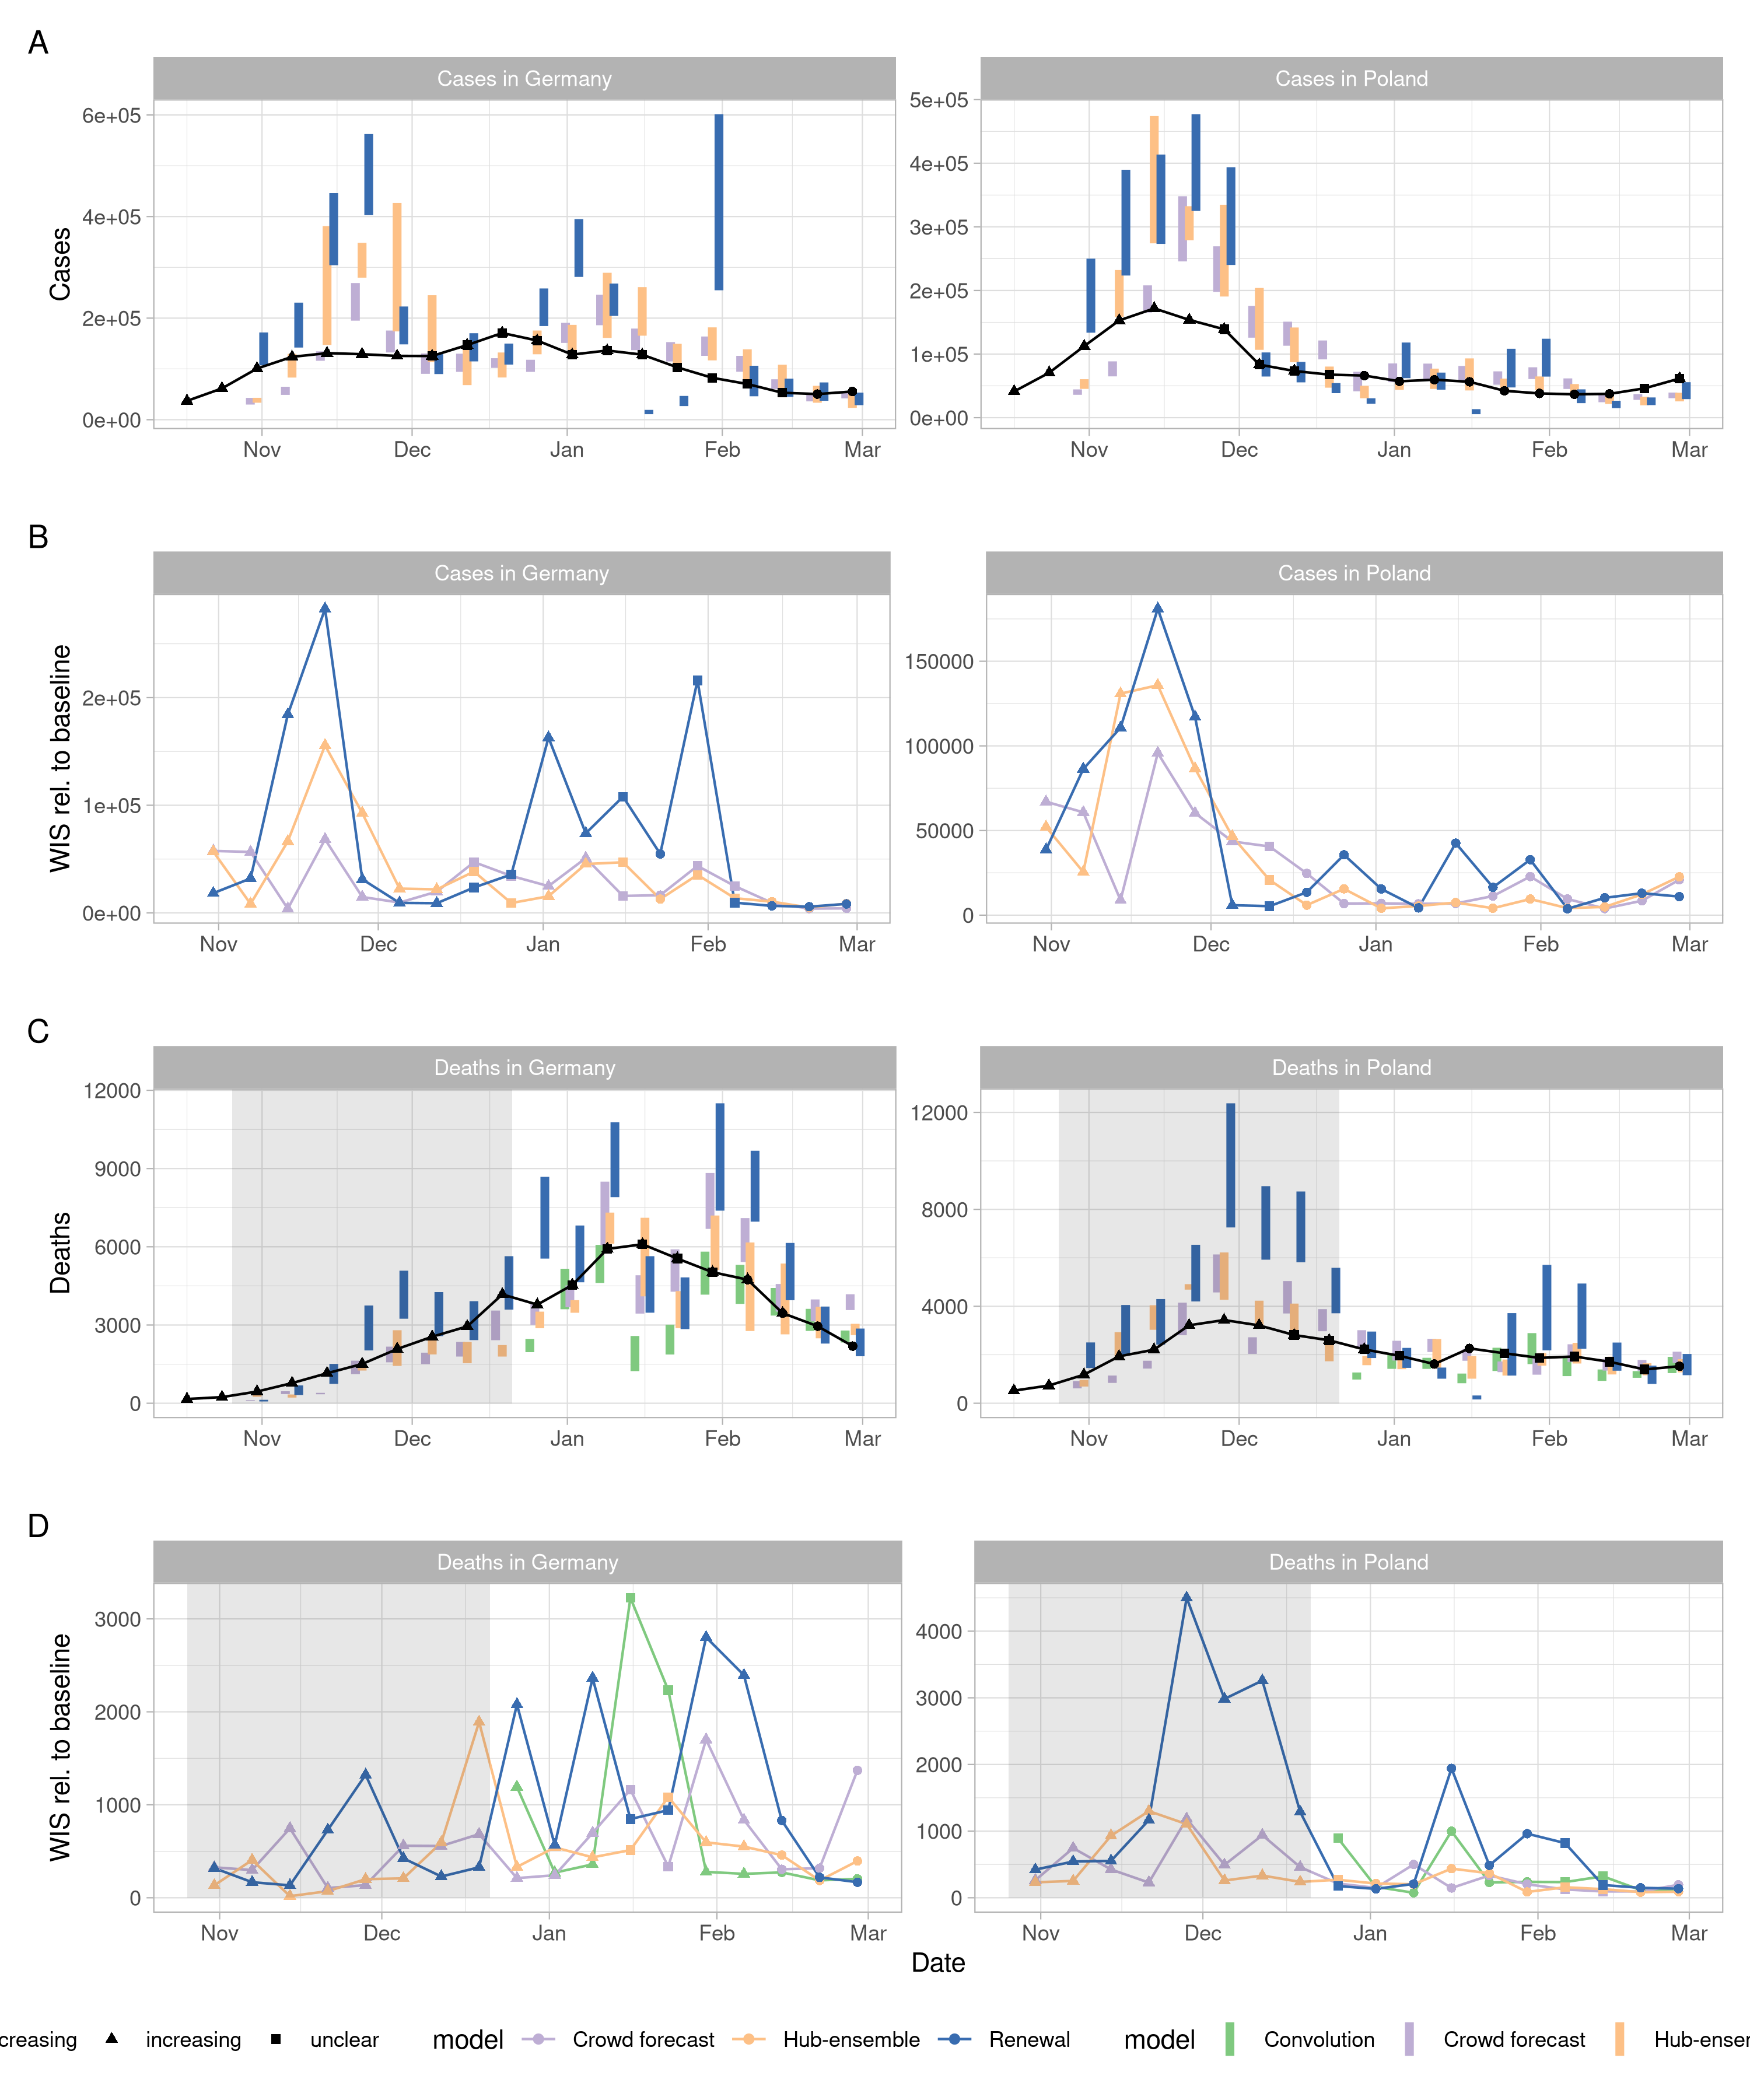 A
Cases in Germany
Cases in Poland
Cases
6e+05
4e+05
2e+05
0e+00
5e+05
4e+05
3e+05
2e+05
1e+05
0e+00
Nov Dec Jan Feb Mar
Nov Dec Jan Feb Mar
B
Cases in Germany
Cases in Poland
WIS rel. to baseline
2e+05
1e+05
0e+00
150000
100000
50000
0
Nov Dec Jan Feb Mar
Nov Dec Jan Feb Mar
C
Deaths in Germany
Deaths in Poland
Deaths
12000
9000
6000
3000
0
12000
8000
4000
0
Nov Dec Jan Feb Mar
Nov Dec Jan Feb Mar
D
Deaths in Germany
Deaths in Poland
WIS rel. to baseline
3000
2000
1000
0
4000
3000
2000
1000
0
Nov Dec Jan Feb Mar
Nov Dec Jan Feb Mar
Date
creasing increasing unclear model Crowd forecast Hub-ensemble Renewal model Convolution Crowd forecast Hub-enser